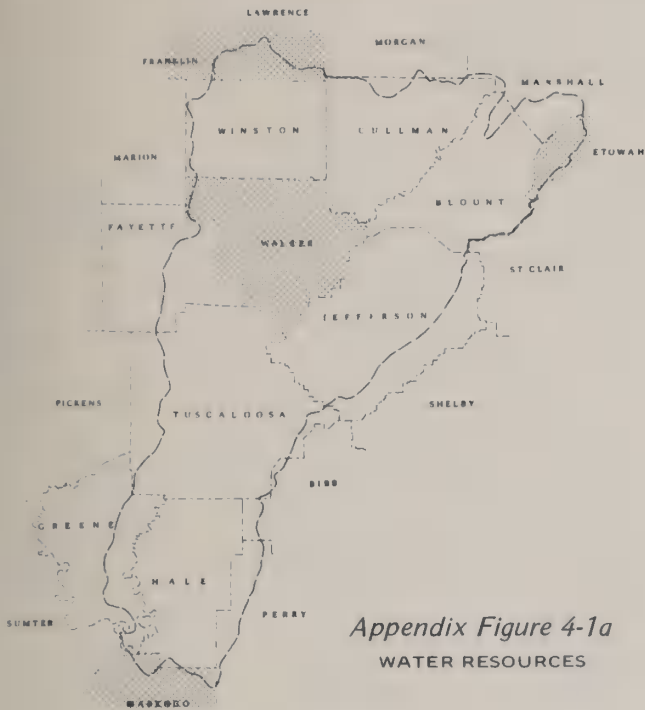 LAWRENCE
MORGAN
FRANKLIN
MARSHALL
WINSTON
CULLMAN
ETOWAH
MARION
BLOUNT
FAYETTE
WALKER
ST CLAIR
JEFFERSON
PICKENS
SHELBY
TUSCALOOSA
BIBB
GREENE
HALE
PERRY
SUMTER
Appendix Figure 4-1a
WATER RESOURCES